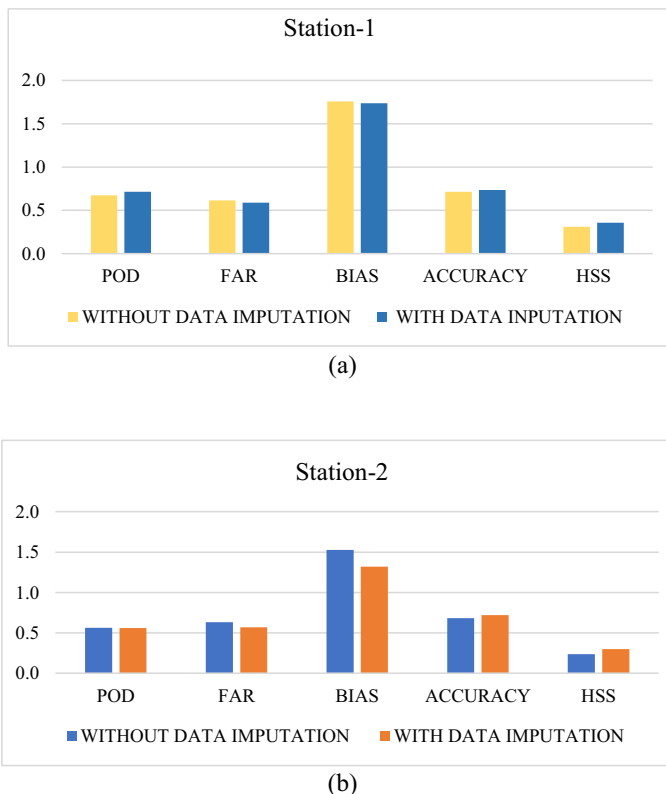 Station-1
2.0
1.5
1.0
0.5
0.0
POD FAR BIAS ACCURACY HSS
WITHOUT DATA IMPUTATION WITH DATA INPUTATION
(a)
Station-2
2.0
1.5
1.0
0.5
0.0
POD FAR BIAS ACCURACY HSS
WITHOUT DATA IMPUTATION WITH DATA IMPUTATION
(b)